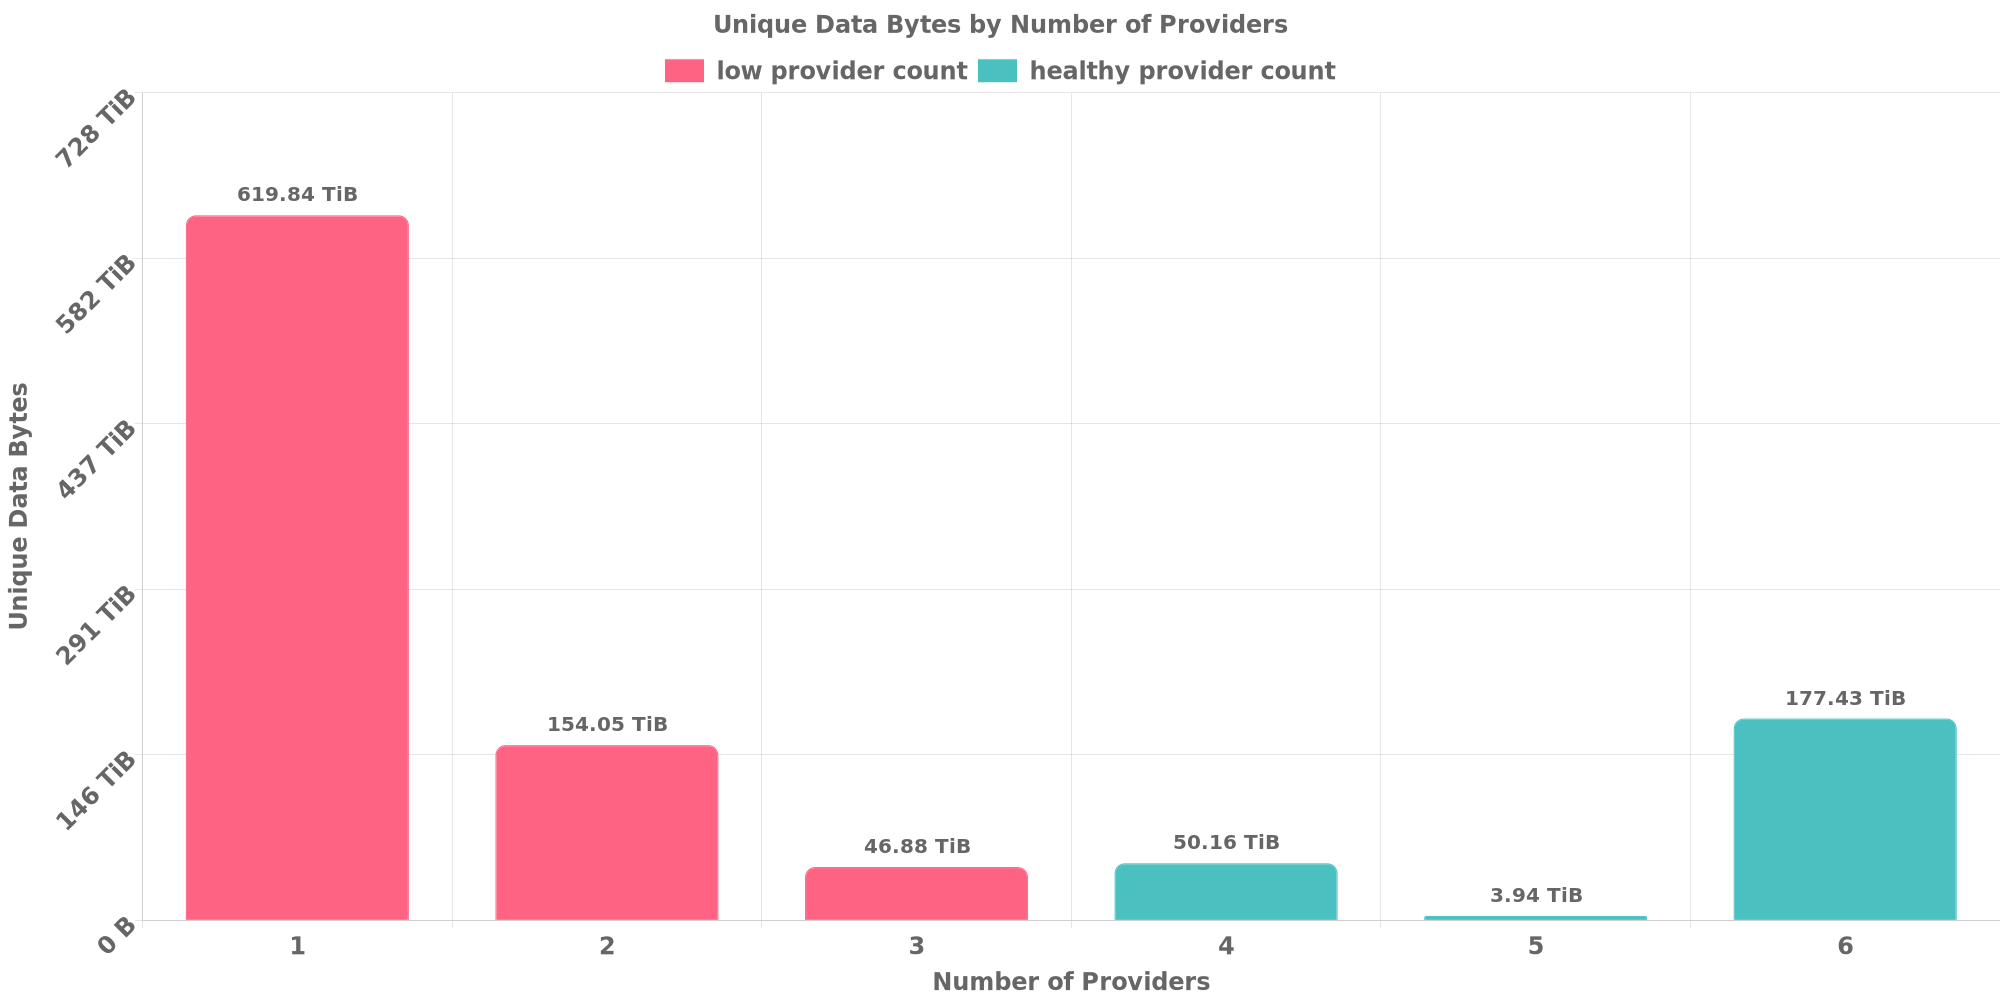 Unique Data Bytes by Number of Providers
low provider count healthy provider count
728 TiB
582 TiB
437 TiB
291 TiB
146 TiB
0 B
Unique Data Bytes
619.84 TiB
154.05 TiB
46.88 TiB
50.16 TiB
3.94 TiB
177.43 TiB
1 2 3 4 5 6
Number of Providers